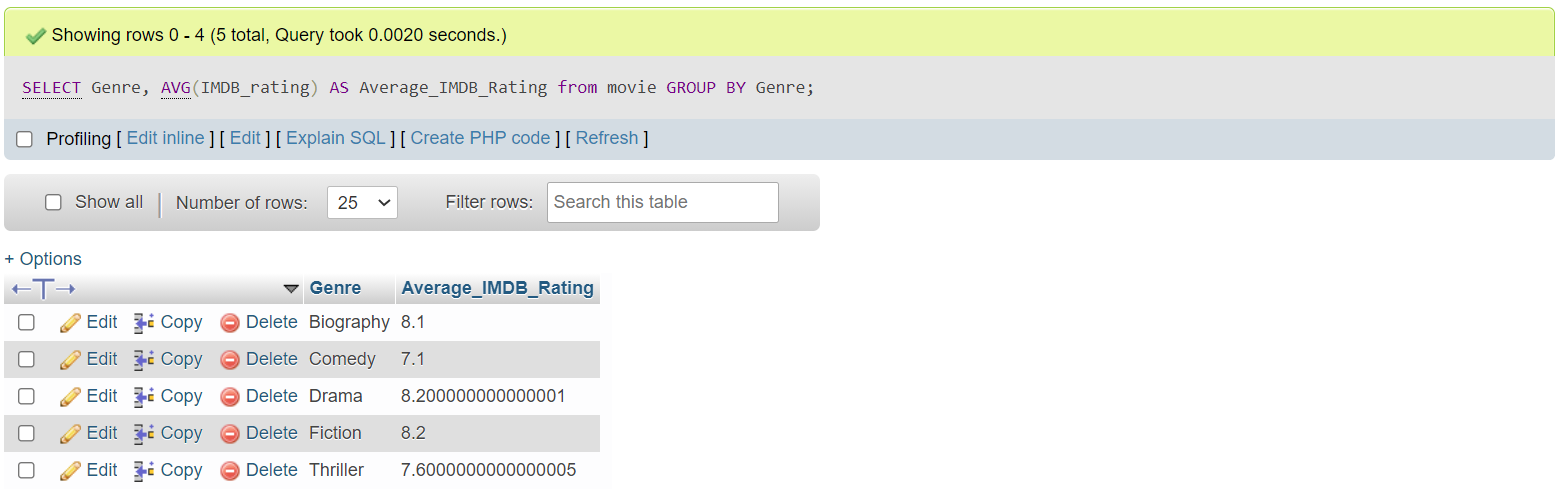 Showing rows 0 - 4 (5 total, Query took 0.0020 seconds.)
SELECT Genre, AVG(IMDB_rating) AS Average_IMDB_Rating from movie GROUP BY Genre;
Profiling [ Edit inline ] [ Edit ] [ Explain SQL ] [ Create PHP code ] [ Refresh ]
Show all | Number of rows: 25 Filter rows: Search this table
+ Options
←T→ Genre Average_IMDB_Rating
Edit Copy Delete Biography 8.1
Edit Copy Delete Comedy 7.1
Edit Copy Delete Drama 8.200000000000001
Edit Copy Delete Fiction 8.2
Edit Copy Delete Thriller 7.6000000000000005